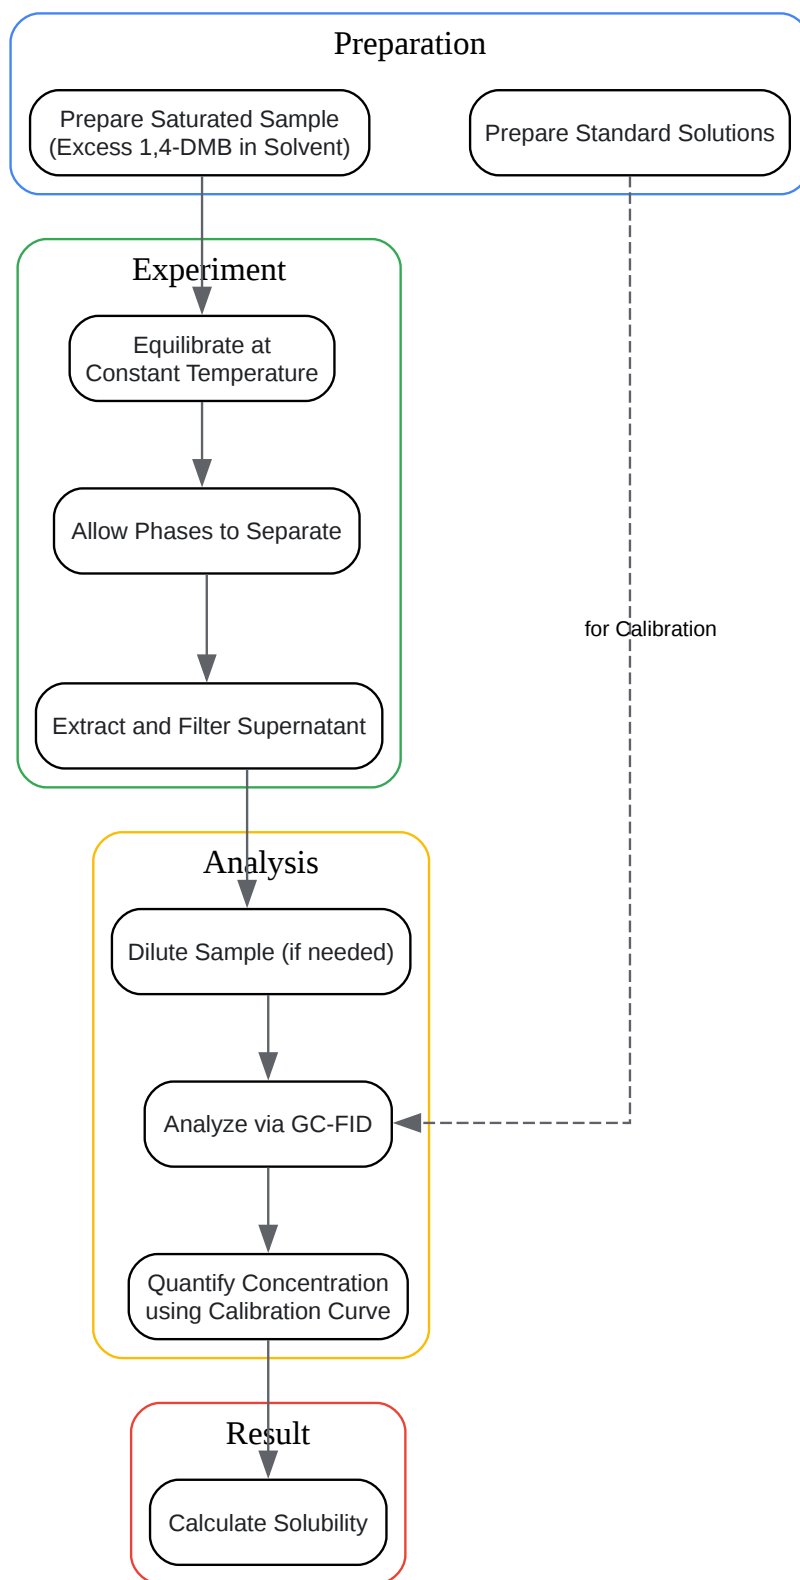 Preparation
Prepare Saturated Sample
(Excess 1,4-DMB in Solvent)
Prepare Standard Solutions
Experiment
Equilibrate at
Constant Temperature
Allow Phases to Separate
for Calibration
Extract and Filter Supernatant
Analysis
Dilute Sample (if needed)
Analyze via GC-FID
Quantify Concentration
using Calibration Curve
Result
Calculate Solubility